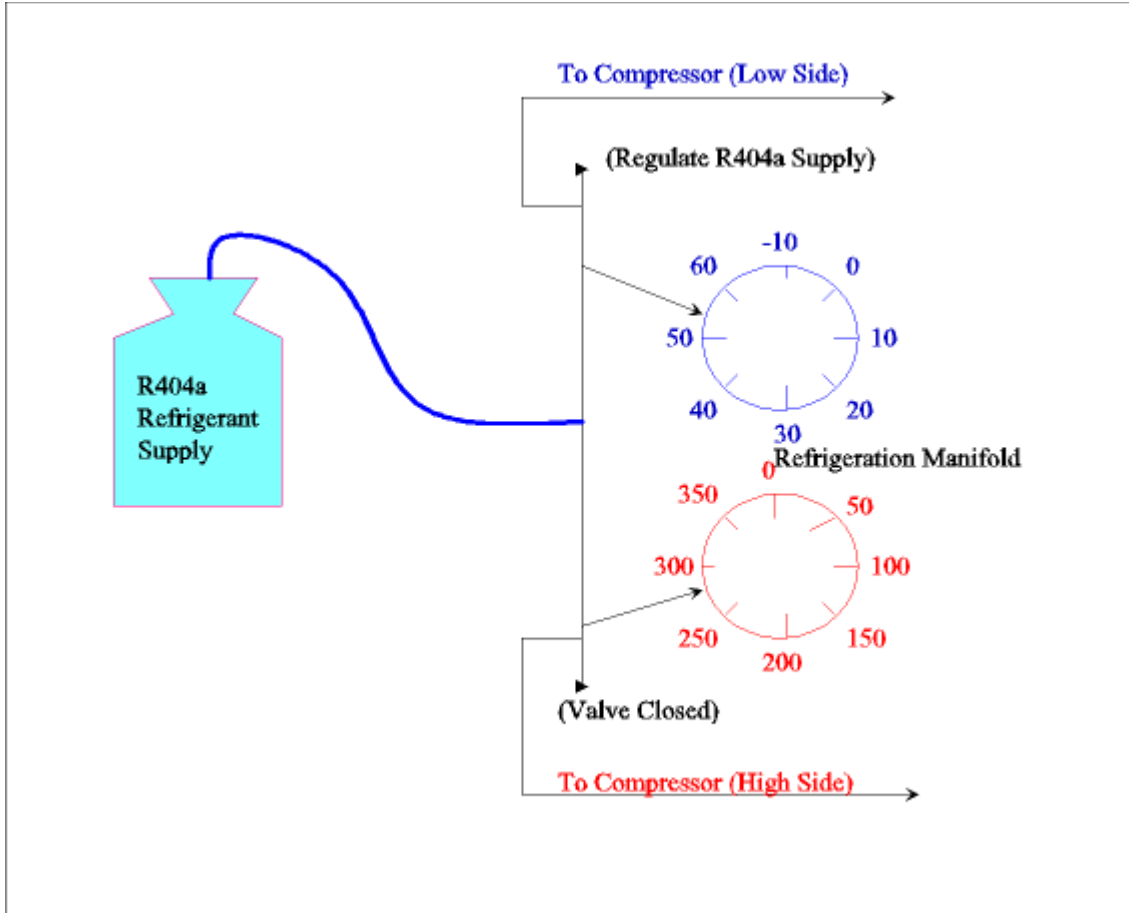 To Compressor (Low Side)
(Regulate R404a Supply)
-10
60
0
50
10
40
20
30
R404a
Refrigerant
Supply
Refrigeration Manifold
0
350
50
300
100
250
150
200
(Valve Closed)
To Compressor (High Side)